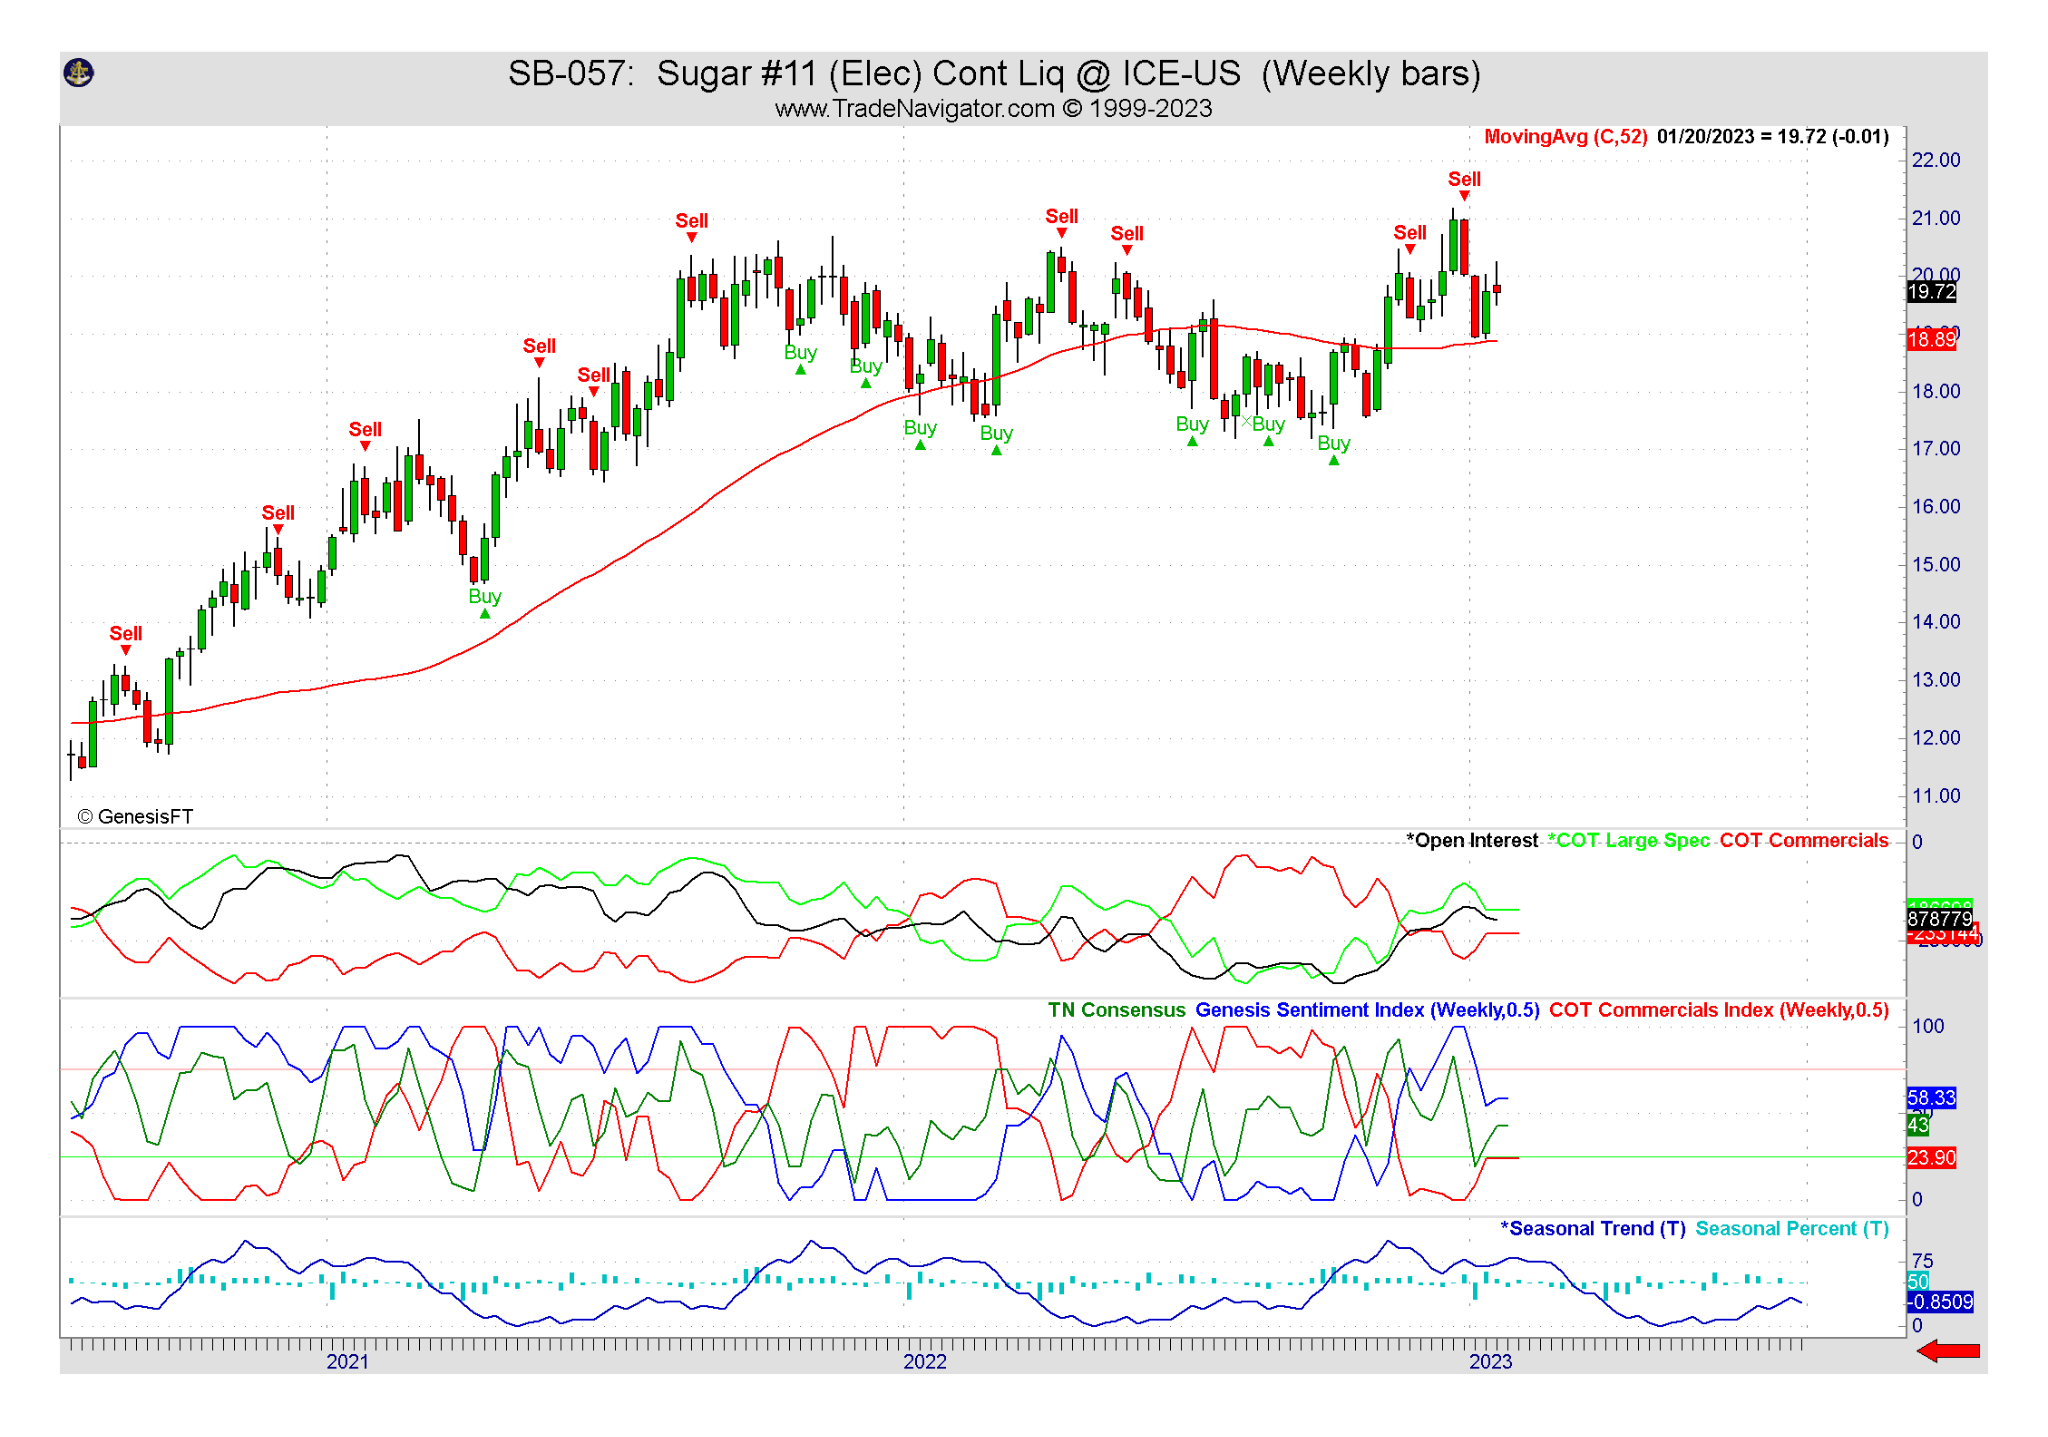 SB-057: Sugar #11 (Elec) Cont Liq @ ICE-US (Weekly bars)
www.TradeNavigator.com © 1999-2023
MovingAvg (C,52) 01/20/2023 = 19.72 (-0.01)
22.00
Sell
21.00
Sell
Sell
Sell
Sell
20.00
19.72
18.89
Sell
Buy
Buy
Sell
18.00
Buy
Buy
Buy
Buy
Buy
Sell
17.00
16.00
Sell
15.00
Buy
14.00
Sell
13.00
12.00
11.00
© GenesisFT
*Open Interest *COT Large Spec COT Commercials
0
878779
-233144
TN Consensus Genesis Sentiment Index (Weekly,0.5) COT Commercials Index (Weekly,0.5)
100
58.33
43
23.90
0
*Seasonal Trend (T) Seasonal Percent (T)
75
50
-0.8509
0
2021 2022 2023